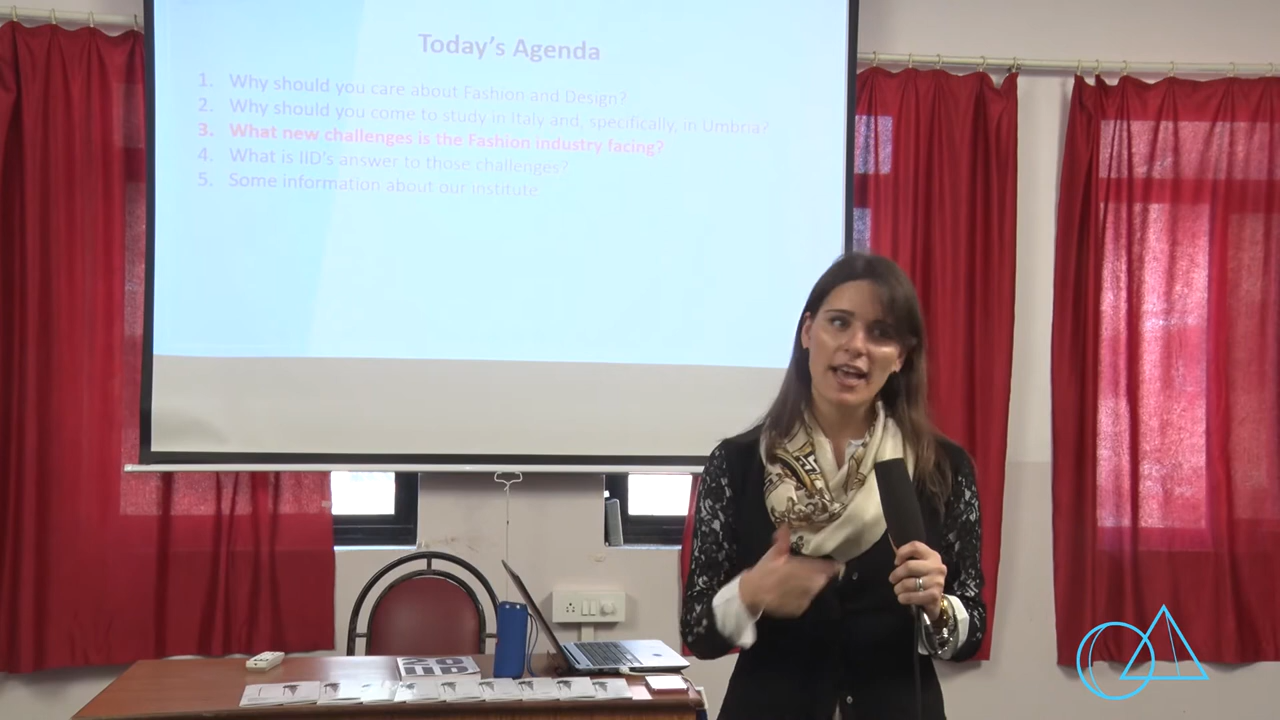 Today's Agenda
1. Why should you care about Fashion and Design?
2. Why should you come to study in Italy and, specifically, in Umbria?
3. What new challenges is the Fashion industry facing?
4. What is IID's answer to those challenges?
5. Some information about our institute